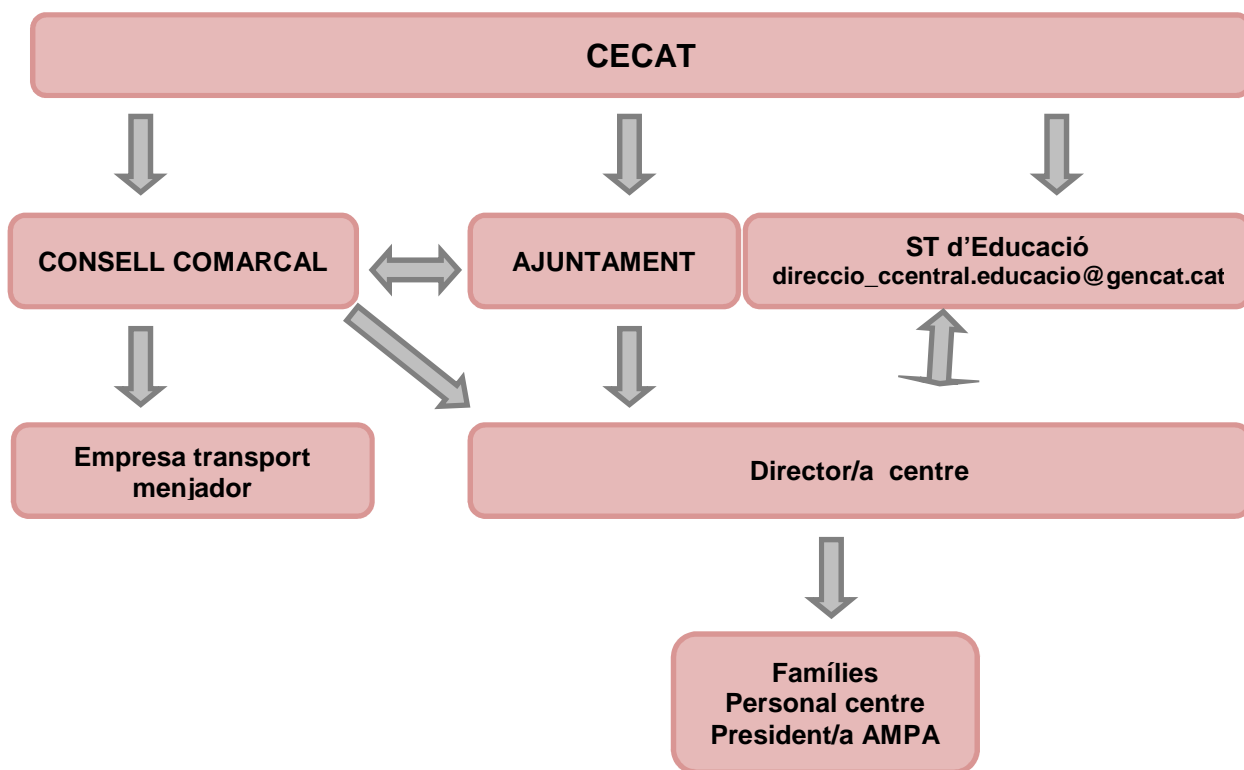 CECAT
CONSELL COMARCAL
AJUNTAMENT
ST d’Educació
direccio_ccentral.educacio@gencat.cat
Empresa transport
menjador
Director/a centre
Famílies
Personal centre
President/a AMPA